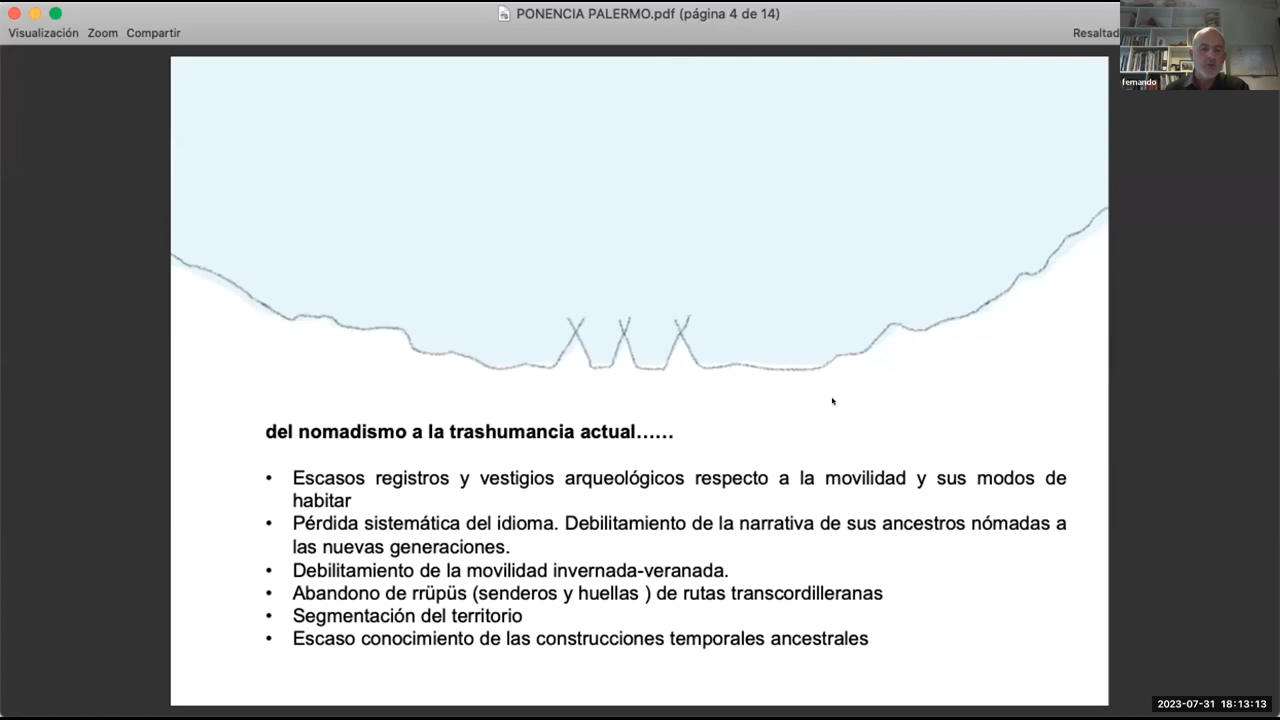 PONENCIA PALERMO.pdf (página 4 de 14)
Visualización Zoom Compartir Resaltad
fernando
del nomadismo a la trashumancia actual……
• Escasos registros y vestigios arqueológicos respecto a la movilidad y sus modos de
habitar
• Pérdida sistemática del idioma. Debilitamiento de la narrativa de sus ancestros nómadas a
las nuevas generaciones.
• Debilitamiento de la movilidad invernada-veranada.
• Abandono de rrüpüs (senderos y huellas ) de rutas transcordilleranas
• Segmentación del territorio
• Escaso conocimiento de las construcciones temporales ancestrales
2023-07-31 18:13:13